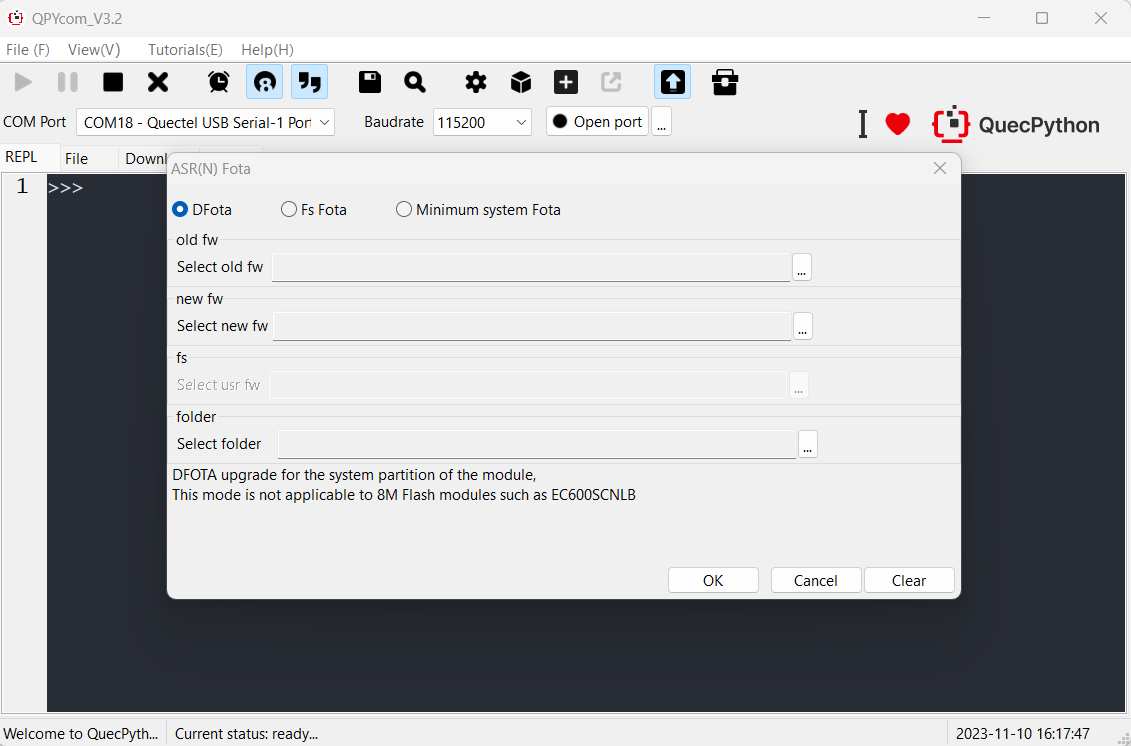 QPYcom_V3.2
File (F) View(V) Tutorials(E) Help(H)
COM Port COM18 - Quectel USB Serial-1 Port Baudrate 115200 Open port ... QuecPython
REPL File
1 >>>
ASR(N) Fota
DFota Fs Fota Minimum system Fota
old fw
Select old fw ...
new fw
Select new fw ...
fs
Select usr fw ...
folder
Select folder ...
DFOTA upgrade for the system partition of the module,
This mode is not applicable to 8M Flash modules such as EC600SCNLB
OK Cancel Clear
Welcome to QuecPyth... Current status: ready... 2023-11-10 16:17:47